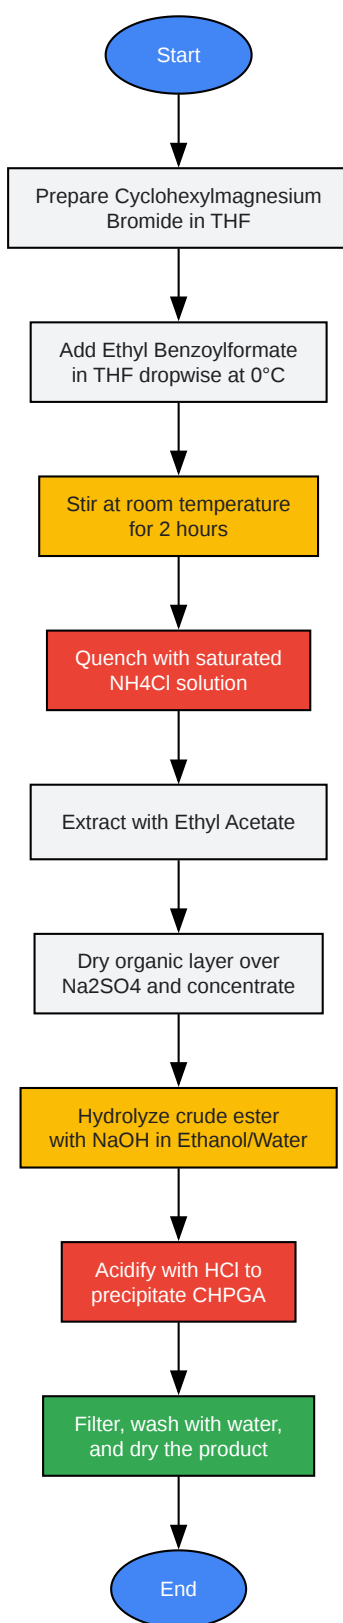 Start
Prepare Cyclohexylmagnesium
Bromide in THF
Add Ethyl Benzoylformate
in THF dropwise at 0°C
Stir at room temperature
for 2 hours
Quench with saturated
NH4Cl solution
Extract with Ethyl Acetate
Dry organic layer over
Na2SO4 and concentrate
Hydrolyze crude ester
with NaOH in Ethanol/Water
Acidify with HCl to
precipitate CHPGA
Filter, wash with water,
and dry the product
End